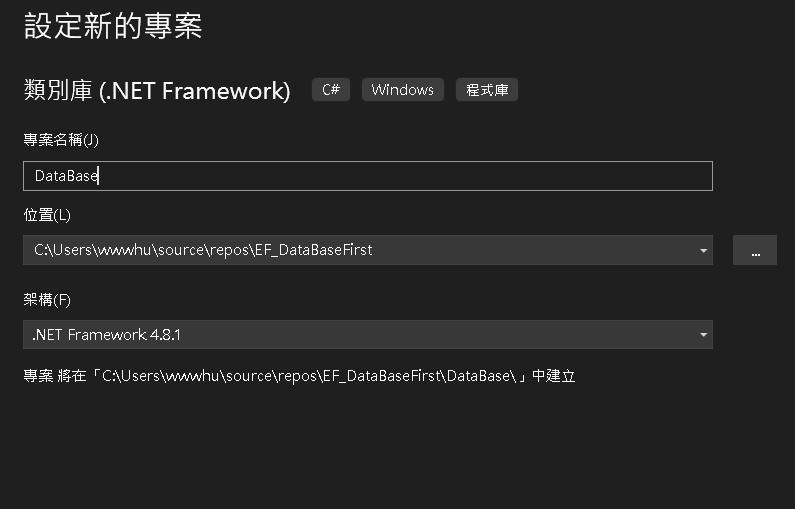 設定新的專案
類別庫 (.NET Framework) C# Windows 程式庫
專案名稱(J)
DataBase
位置(L)
C:\Users\wwwhu\source\repos\EF_DataBaseFirst
...
架構(F)
.NET Framework 4.8.1
專案 將在「C:\Users\wwwhu\source\repos\EF_DataBaseFirst\DataBase\」中建立